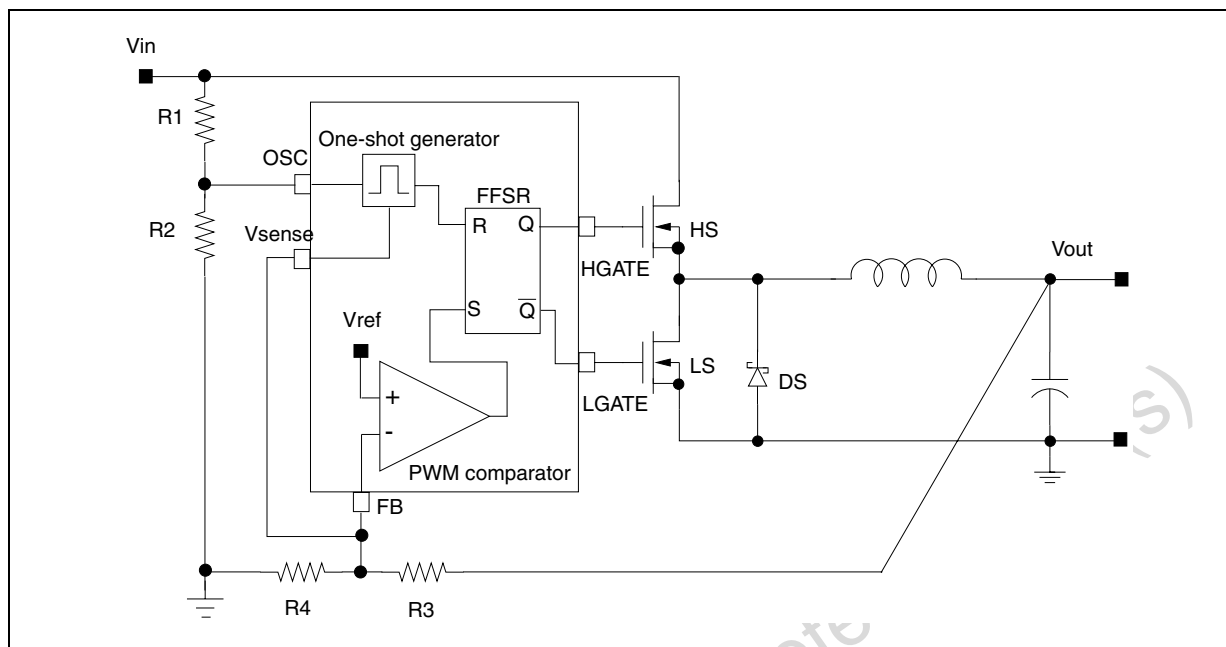 Vin
R1
One-shot generator
OSC
FFSR
R2
R
Q
HS
Vsense
Vout
HGATE
S
Q
Vref
LS
DS
+
LGATE
-
PWM comparator
FB
R4
R3